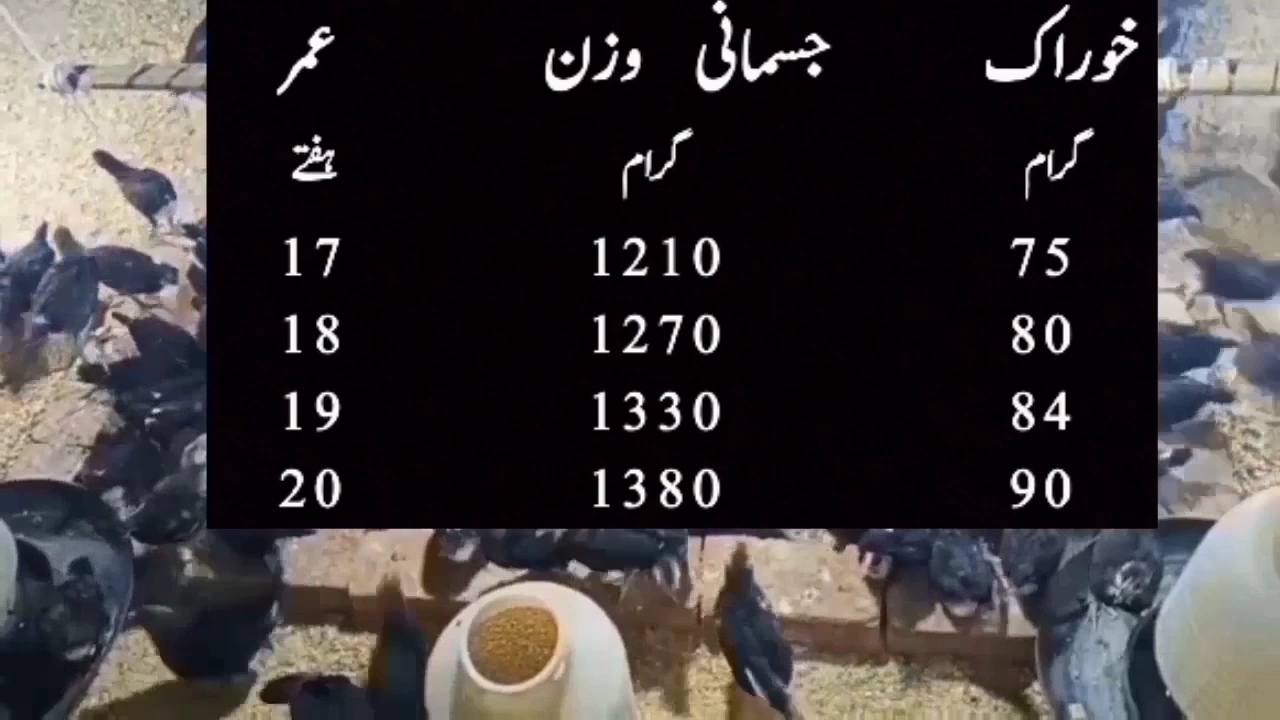 خوراک جسمانی وزن عمر
گرام گرام ہفتے
75 1210 17
80 1270 18
84 1330 19
90 1380 20